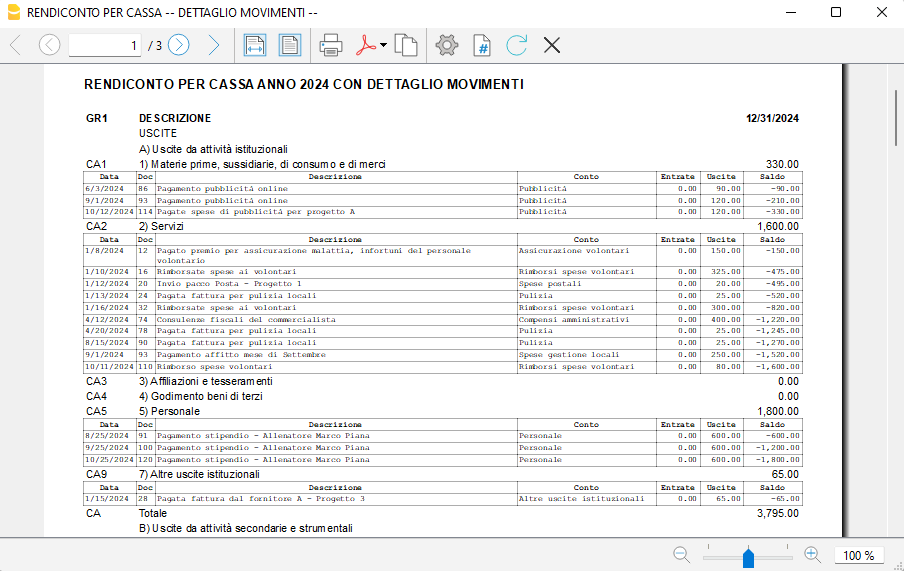 RENDICONTO PER CASSA -- DETTAGLIO MOVIMENTI --
1 / 3
RENDICONTO PER CASSA ANNO 2024 CON DETTAGLIO MOVIMENTI
GR1 DESCRIZIONE 12/31/2024
USCITE
A) Uscite da attività istituzionali
CA1 1) Materie prime, sussidiarie, di consumo e di merci 330.00
Data Doc Descrizione Conto Entrate Uscite Saldo
6/3/2024 86 Pagamento pubblicità online Pubblicità 0.00 90.00 -90.00
9/1/2024 93 Pagamento pubblicità online Pubblicità 0.00 120.00 -210.00
10/12/2024 114 Pagate spese di pubblicità per progetto A Pubblicità 0.00 120.00 -330.00
CA2 2) Servizi 1,600.00
Data Doc Descrizione Conto Entrate Uscite Saldo
1/8/2024 12 Pagato premio per assicurazione malattia, infortuni del personale Assicurazione volontari 0.00 150.00 -150.00
volontario
1/10/2024 16 Rimborsate spese ai volontari Rimborsi spese volontari 0.00 325.00 -475.00
1/12/2024 20 Invio pacco Posta - Progetto 1 Spese postali 0.00 20.00 -495.00
1/13/2024 24 Pagata fattura per pulizia locali Pulizia 0.00 25.00 -520.00
1/16/2024 32 Rimborsate spese ai volontari Rimborsi spese volontari 0.00 300.00 -820.00
4/12/2024 74 Consulenze fiscali del commercialista Compensi amministrativi 0.00 400.00 -1,220.00
4/20/2024 78 Pagata fattura per pulizia locali Pulizia 0.00 25.00 -1,245.00
8/15/2024 90 Pagata fattura per pulizia locali Pulizia 0.00 25.00 -1,270.00
9/1/2024 93 Pagamento affitto mese di Settembre Spese gestione locali 0.00 250.00 -1,520.00
10/11/2024 110 Rimborso spese volontari Rimborsi spese volontari 0.00 80.00 -1,600.00
CA3 3) Affiliazioni e tesseramenti 0.00
CA4 4) Godimento beni di terzi 0.00
CA5 5) Personale 1,800.00
Data Doc Descrizione Conto Entrate Uscite Saldo
8/25/2024 91 Pagamento stipendio - Allenatore Marco Piana Personale 0.00 600.00 -600.00
9/25/2024 100 Pagamento stipendio - Allenatore Marco Piana Personale 0.00 600.00 -1,200.00
10/25/2024 120 Pagamento stipendio - Allenatore Marco Piana Personale 0.00 600.00 -1,800.00
CA9 7) Altre uscite istituzionali 65.00
Data Doc Descrizione Conto Entrate Uscite Saldo
1/15/2024 28 Pagata fattura dal fornitore A - Progetto 3 Altre uscite istituzionali 0.00 65.00 -65.00
CA Totale 3,795.00
B) Uscite da attività secondarie e strumentali
100 %